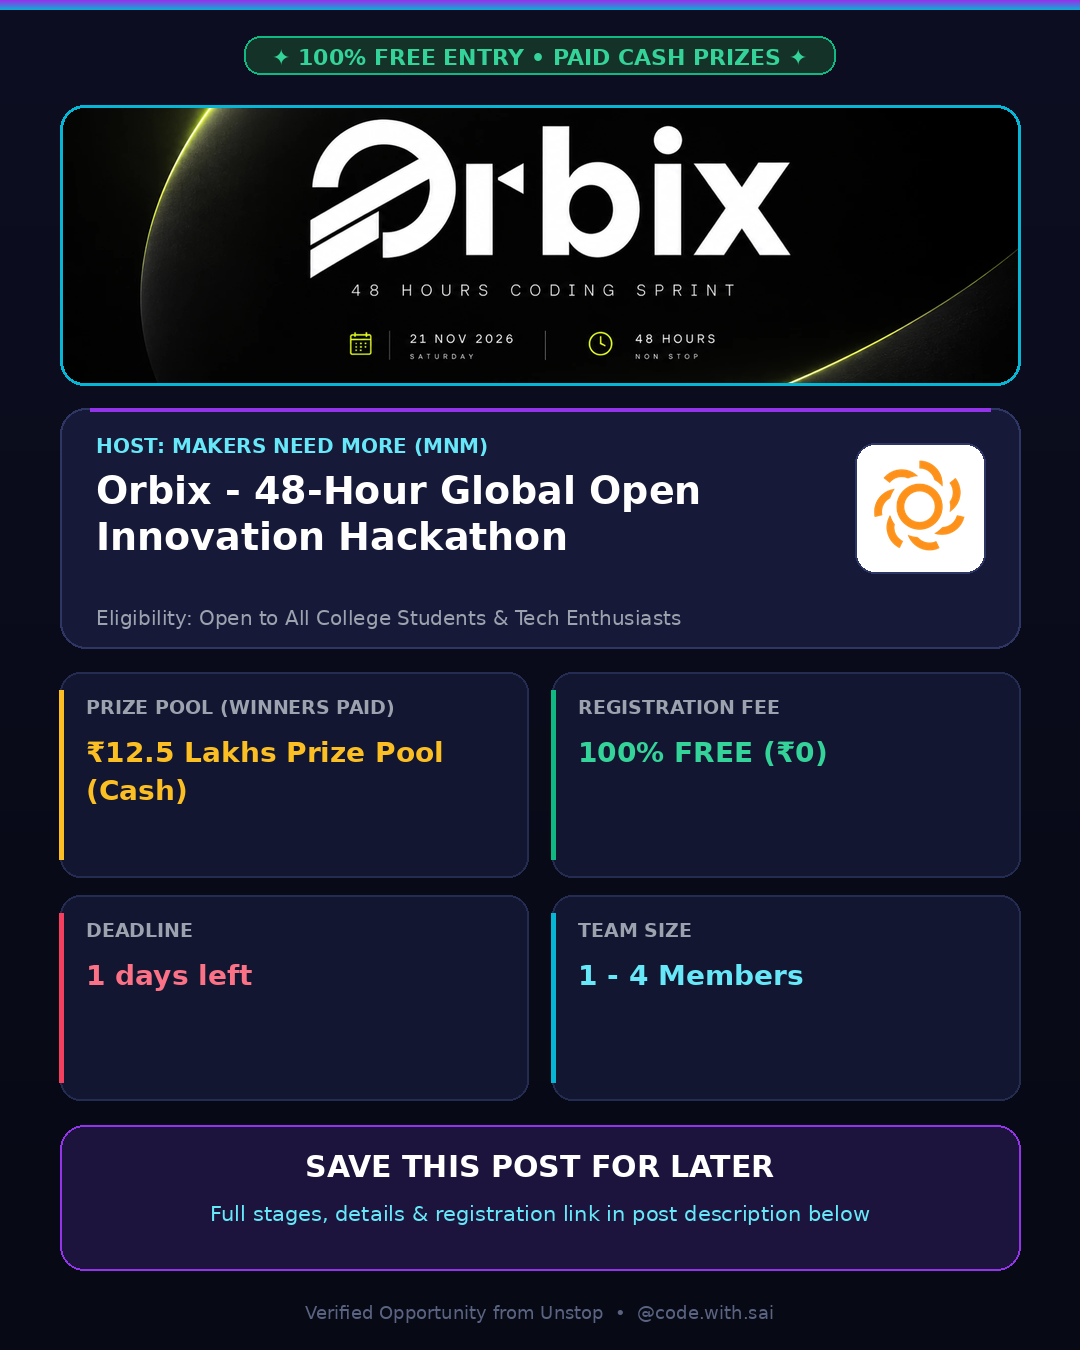 ✦ 100% FREE ENTRY • PAID CASH PRIZES ✦
Orbix
48 HOURS CODING SPRINT
21 NOV 2026
SATURDAY
48 HOURS
NON STOP
HOST: MAKERS NEED MORE (MNM)
Orbix - 48-Hour Global Open
Innovation Hackathon
Eligibility: Open to All College Students & Tech Enthusiasts
PRIZE POOL (WINNERS PAID)
₹12.5 Lakhs Prize Pool
(Cash)
REGISTRATION FEE
100% FREE (₹0)
DEADLINE
1 days left
TEAM SIZE
1 - 4 Members
SAVE THIS POST FOR LATER
Full stages, details & registration link in post description below
Verified Opportunity from Unstop • @code.with.sai